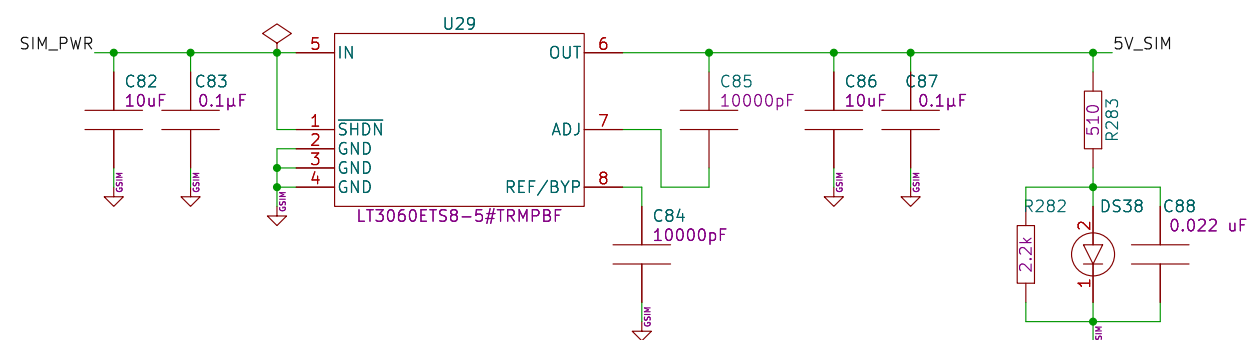 U29
SIM_PWR
5 IN
OUT 6
5V_SIM
C82
10uF
C83
0.1µF
C85
10000pF
C86
10uF
C87
0.1µF
510
R283
1 SHDN
ADJ 7
2 GND
3 GND
4 GND
REF/BYP 8
GSIM
GSIM
GSIM
GSIM
GSIM
LT3060ETS8-5#TRMPBF
C84
10000pF
GSIM
R282
2.2k
DS38
2
1
C88
0.022 uF
SIM